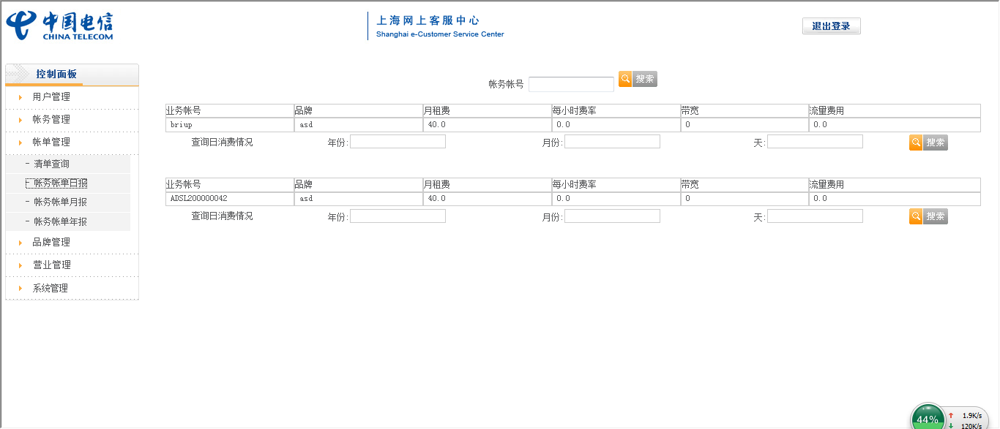 中国电信
CHINA TELECOM
上海网上客服中心
Shanghai e-Customer Service Center
退出登录
控制面板
用户管理
帐务管理
帐单管理
- 清单查询
- 帐务帐单日报
- 帐务帐单月报
- 帐务帐单年报
品牌管理
营业管理
系统管理
帐务帐号 搜索
业务帐号 品牌 月租费 每小时费率 带宽 流量费用
briup asd 40.0 0.0 0 0.0
查询日消费情况 年份: 月份: 天: 搜索
业务帐号 品牌 月租费 每小时费率 带宽 流量费用
ADSL200000042 asd 40.0 0.0 0 0.0
查询日消费情况 年份: 月份: 天: 搜索
44% ↑ 1.9K/s
↓ 120K/s